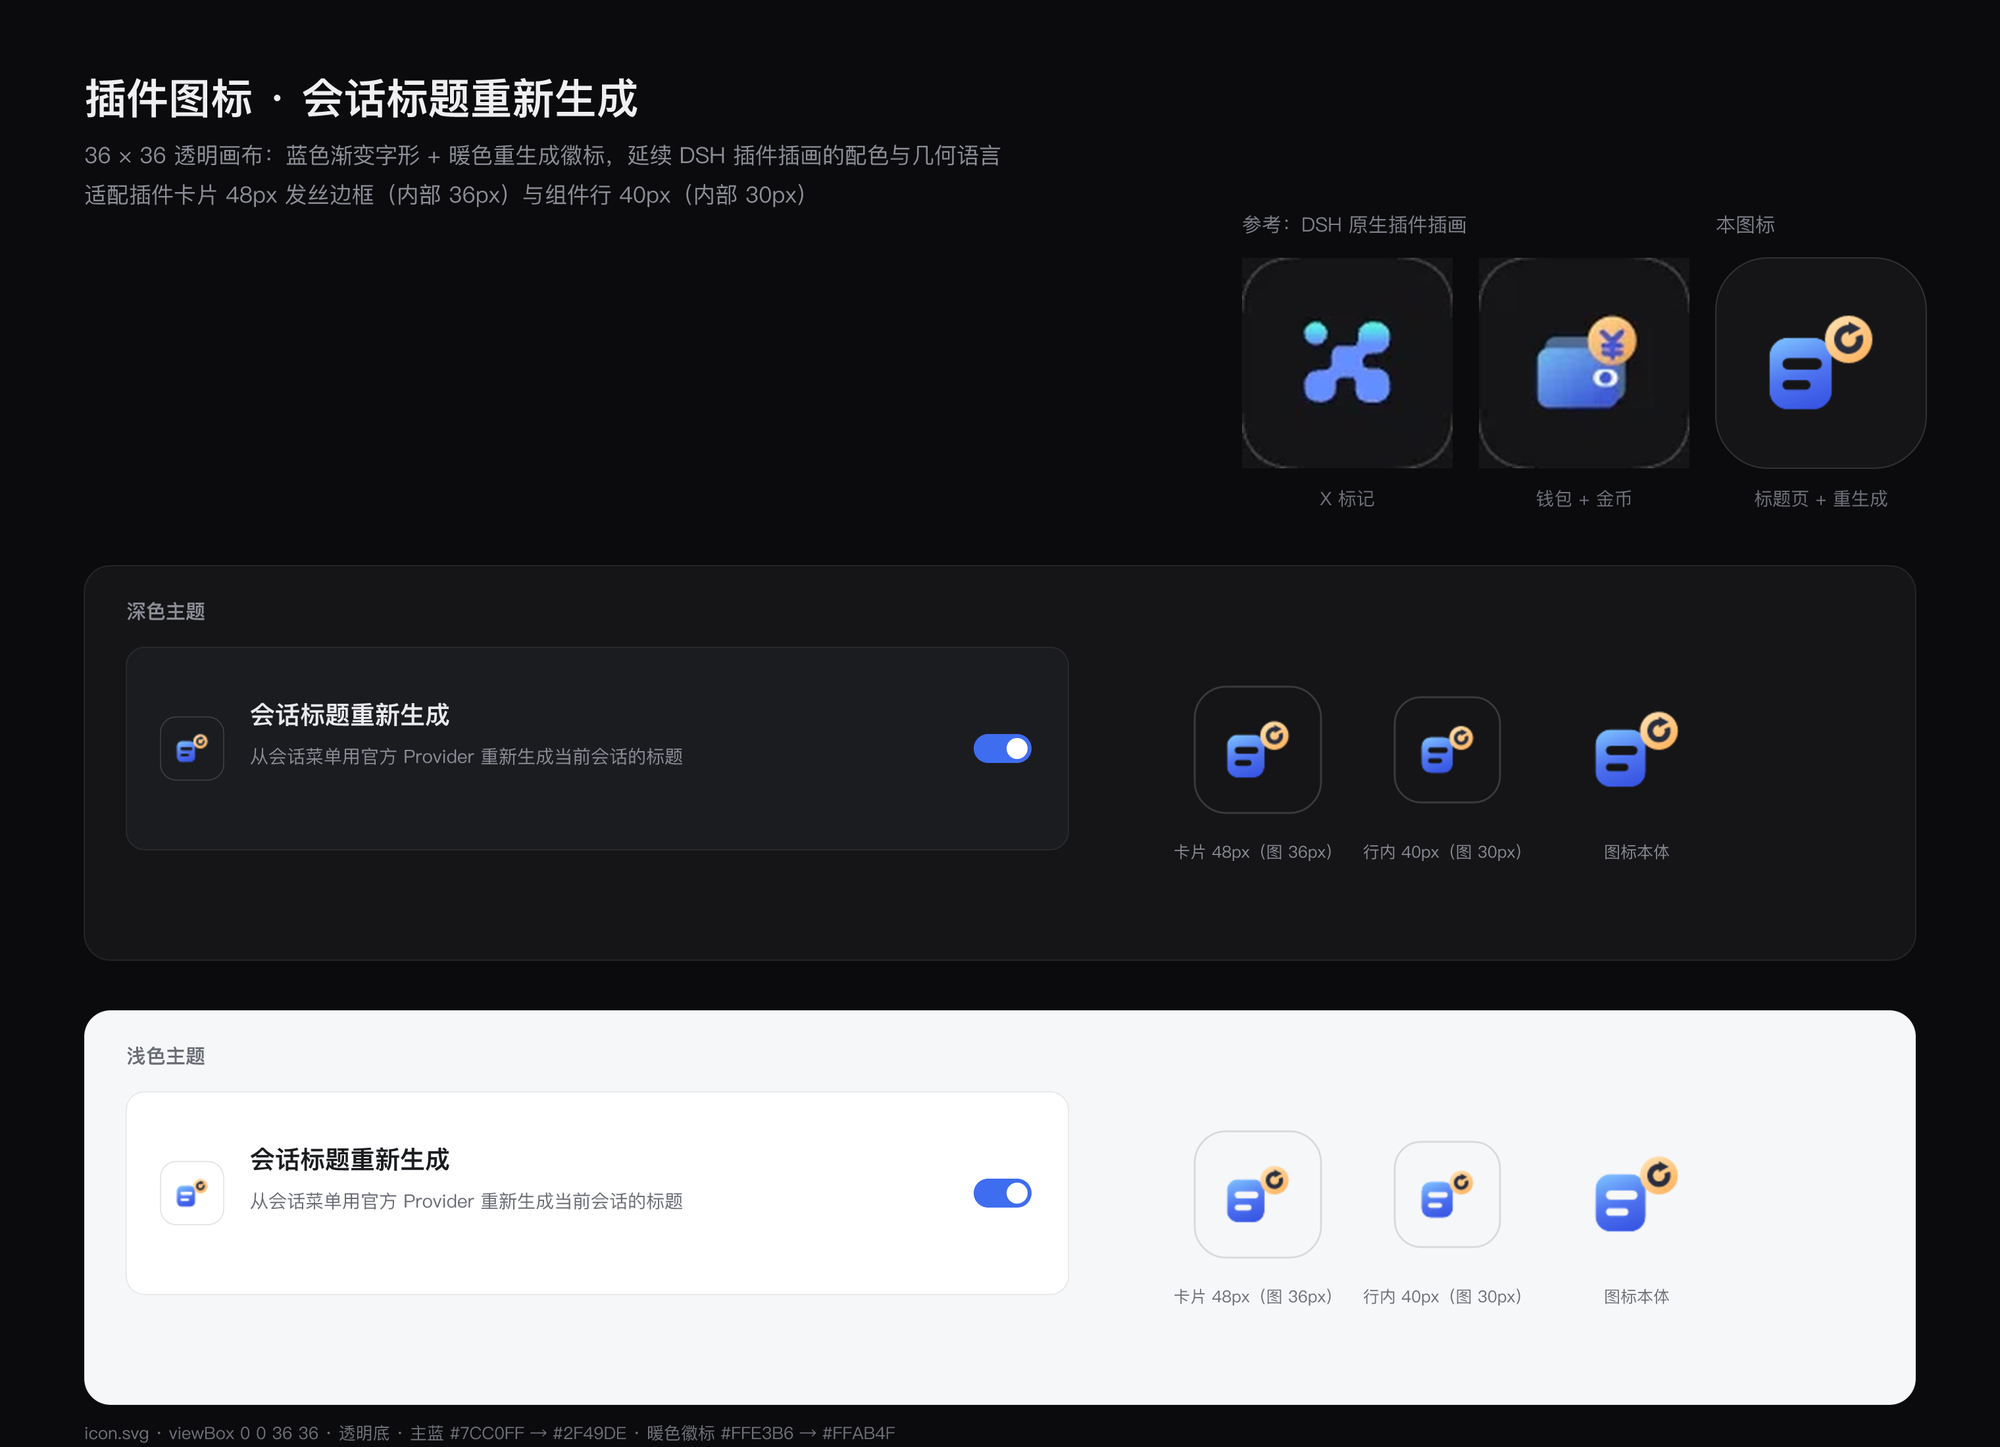 插件图标 · 会话标题重新生成
36 × 36 透明画布：蓝色渐变字形 + 暖色重生成徽标，延续 DSH 插件插画的配色与几何语言
适配插件卡片 48px 发丝边框（内部 36px）与组件行 40px（内部 30px）
参考：DSH 原生插件插画
本图标
¥
X 标记
钱包 + 金币
标题页 + 重生成
深色主题
会话标题重新生成
从会话菜单用官方 Provider 重新生成当前会话的标题
卡片 48px（图 36px）
行内 40px（图 30px）
图标本体
浅色主题
会话标题重新生成
从会话菜单用官方 Provider 重新生成当前会话的标题
卡片 48px（图 36px）
行内 40px（图 30px）
图标本体
icon.svg · viewBox 0 0 36 36 · 透明底 · 主蓝 #7CC0FF → #2F49DE · 暖色徽标 #FFE3B6 → #FFAB4F